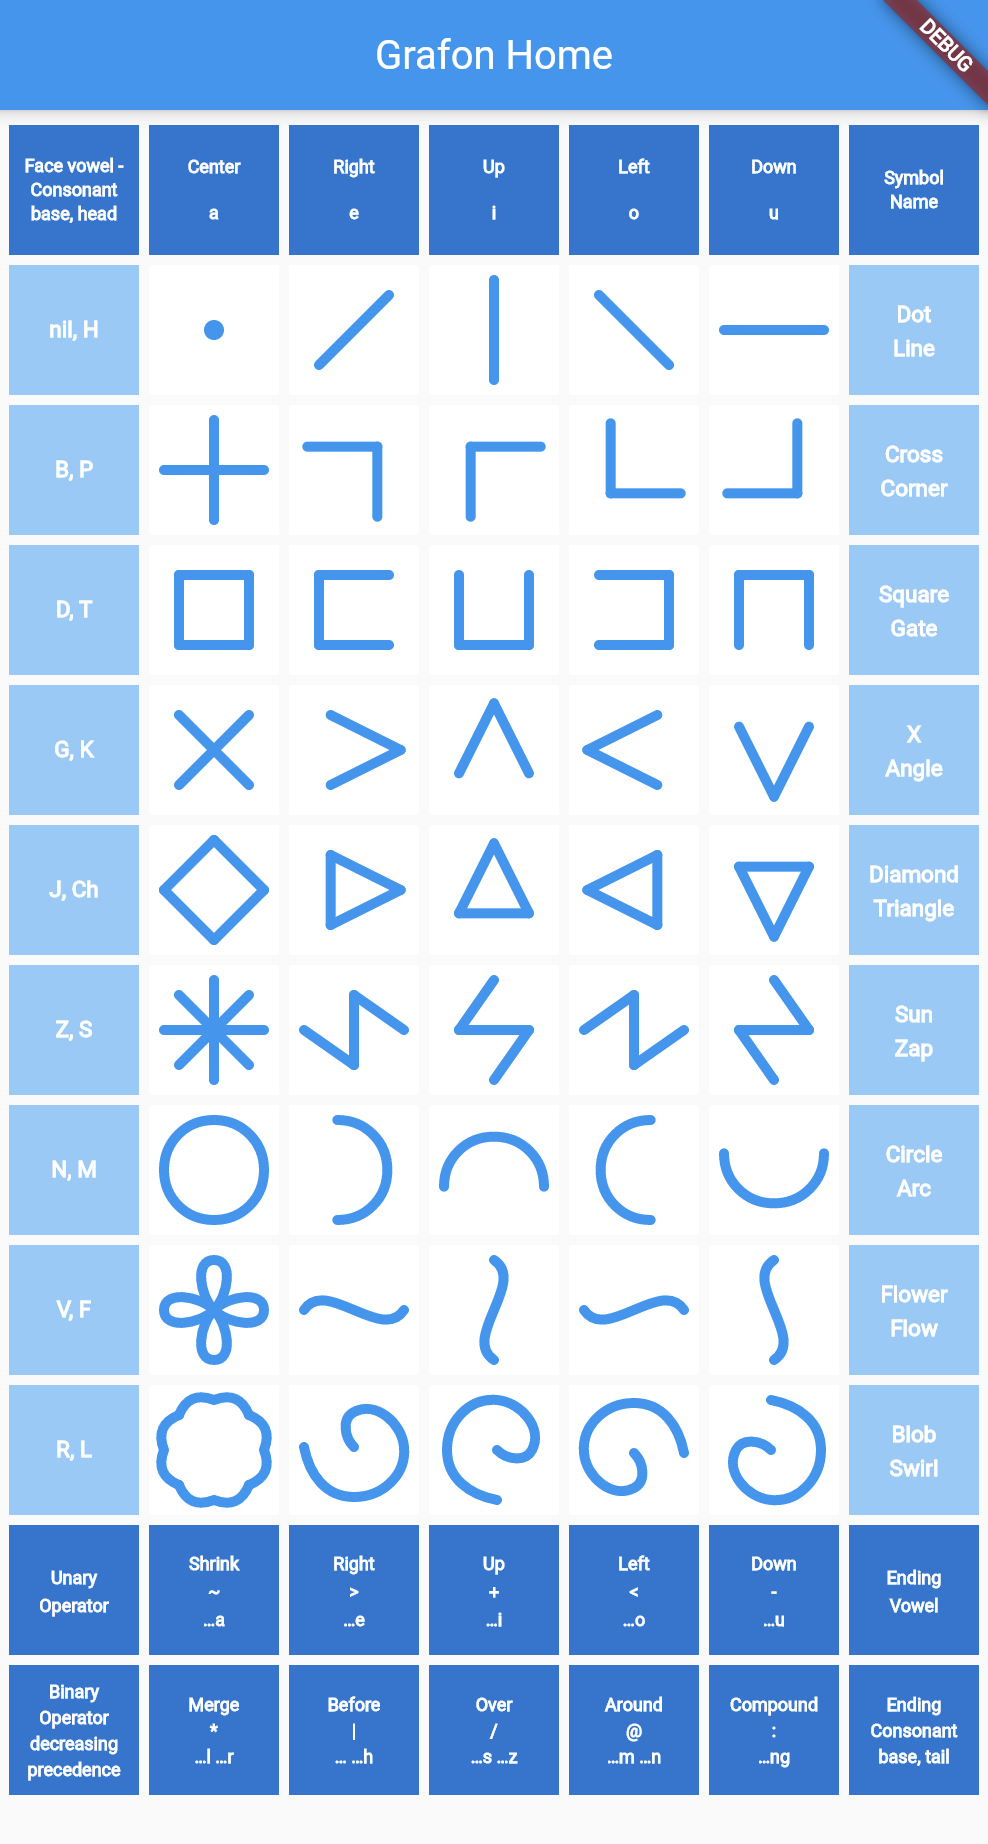 Grafon Home
DEBUG
Face vowel -
Consonant
base, head
Center
a
Right
e
Up
i
Left
o
Down
u
Symbol
Name
nil, H
Dot
Line
B, P
Cross
Corner
D, T
Square
Gate
G, K
X
Angle
J, Ch
Diamond
Triangle
Z, S
Sun
Zap
N, M
Circle
Arc
V, F
Flower
Flow
R, L
Blob
Swirl
Unary
Operator
Shrink
~
...a
Right
>
...e
Up
+
...i
Left
<
...o
Down
-
...u
Ending
Vowel
Binary
Operator
decreasing
precedence
Merge
*
...l ...r
Before
|
... ...h
Over
/
...s ...z
Around
@
...m ...n
Compound
:
...ng
Ending
Consonant
base, tail